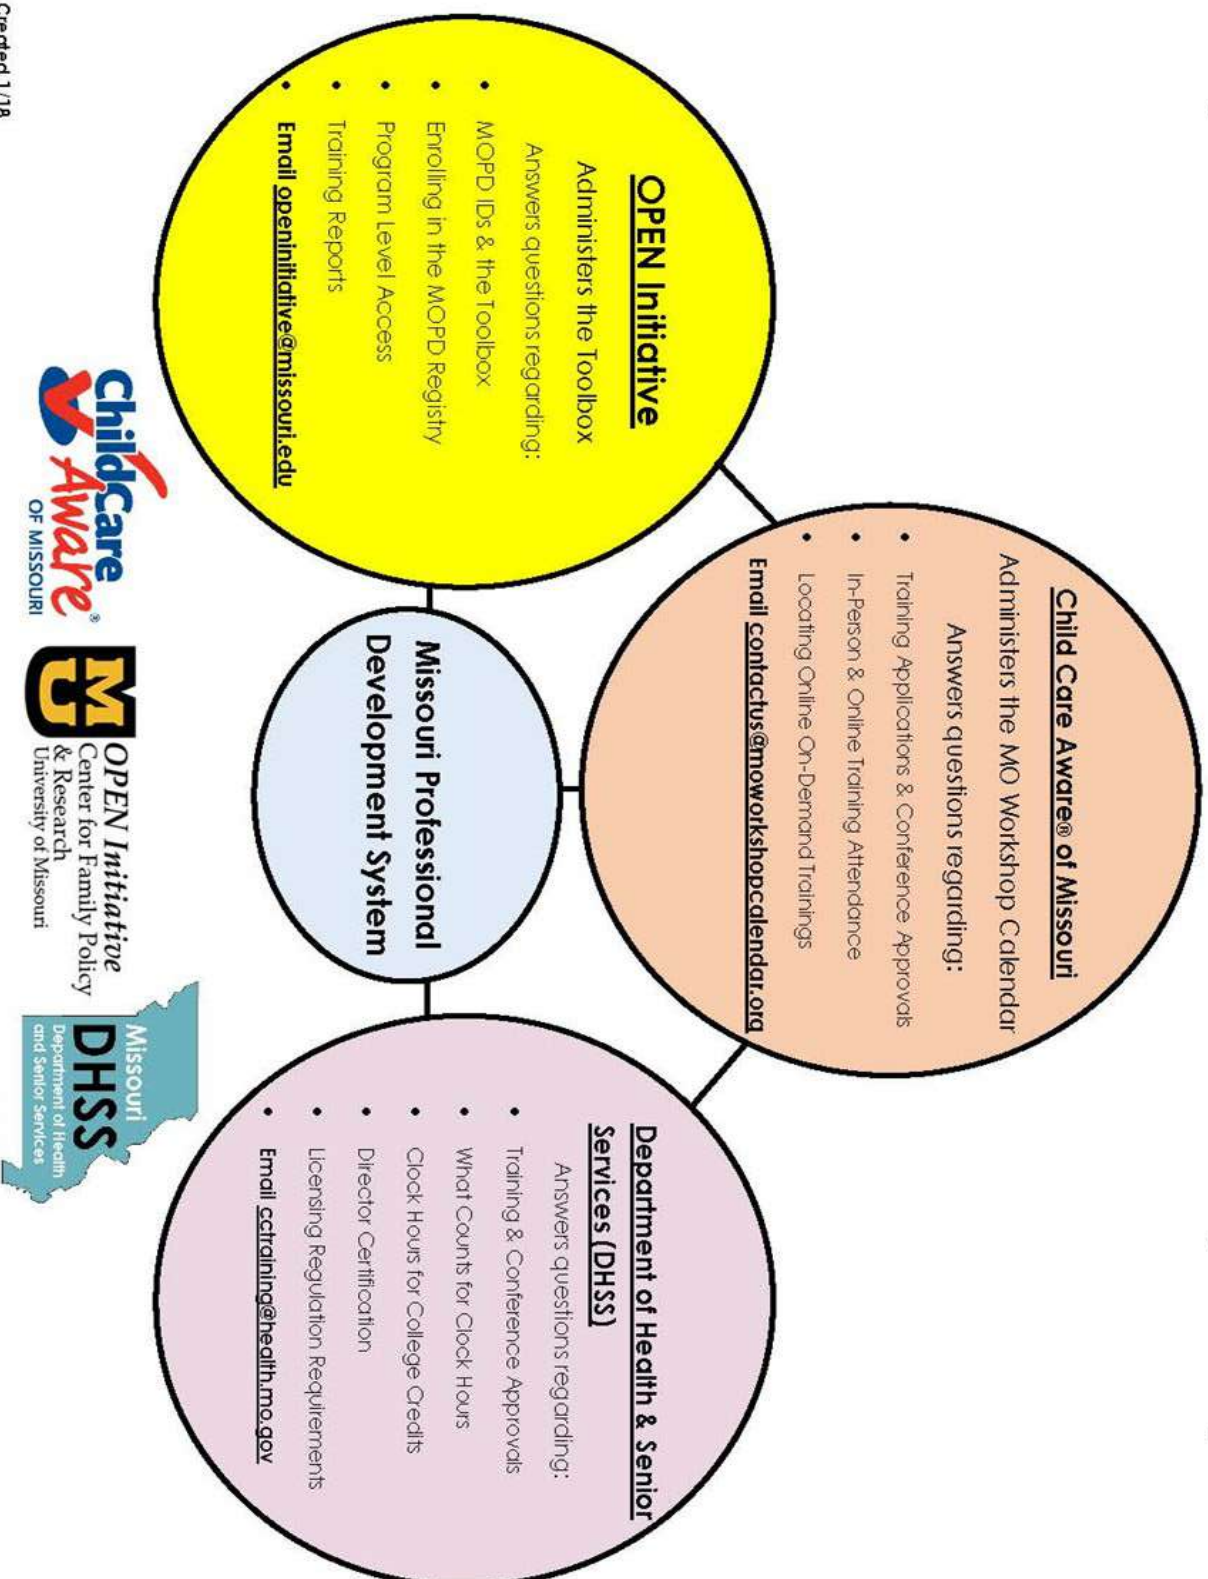 Child Care Aware® of Missouri
Administers the MO Workshop Calendar
Answers questions regarding:
• Training Applications & Conference Approvals
• In-Person & Online Training Attendance
• Locating Online On-Demand Trainings
Email contactus@moworkshopcalendar.org
OPEN Initiative
Administers the Toolbox
Answers questions regarding:
• MOPD IDs & the Toolbox
• Enrolling in the MOPD Registry
• Program Level Access
• Training Reports
• Email openinitiative@missouri.edu
Missouri Professional
Development System
Department of Health & Senior
Services (DHSS)
Answers questions regarding:
• Training & Conference Approvals
• What Counts for Clock Hours
• Clock Hours for College Credits
• Director Certification
• Licensing Regulation Requirements
• Email cctraining@health.mo.gov
Child Care
Aware®
OF MISSOURI
MU
OPEN Initiative
Center for Family Policy
& Research
University of Missouri
Missouri
DHSS
Department of Health
and Senior Services
Created 1/18